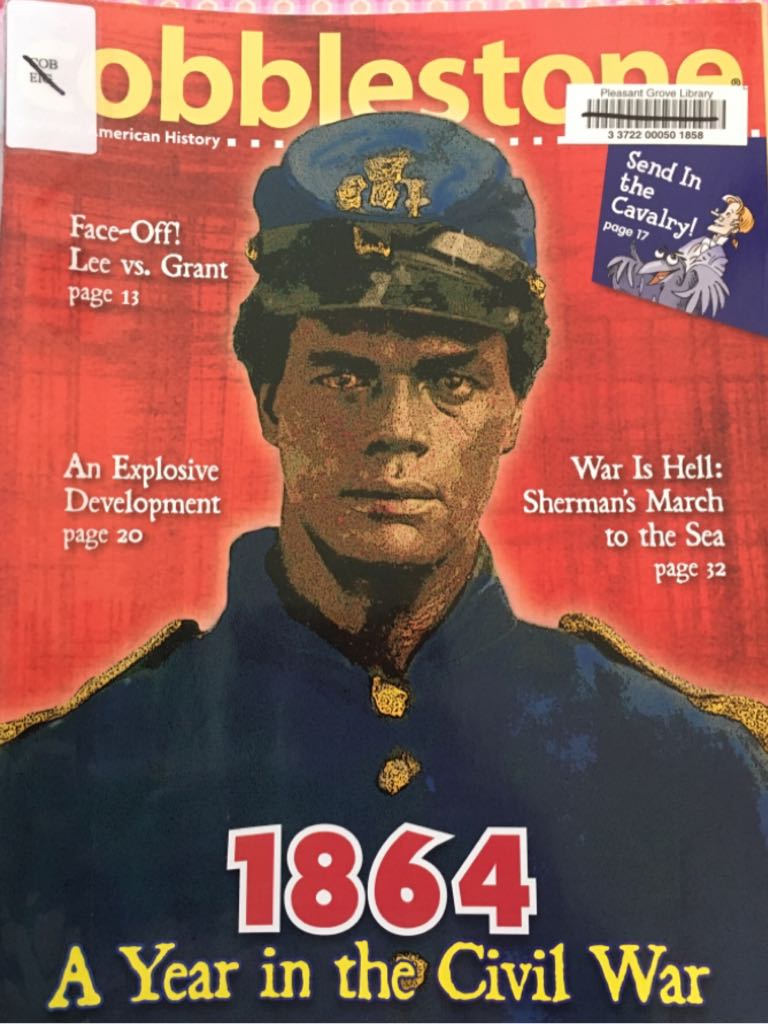 COB
obblestone®
American History
Pleasant Grove Library
3 3722 00050 1858
Send In
the
Cavalry!
page 17
Face-Off!
Lee vs. Grant
page 13
An Explosive
Development
page 20
War Is Hell:
Sherman's March
to the Sea
page 32
1864
A Year in the Civil War